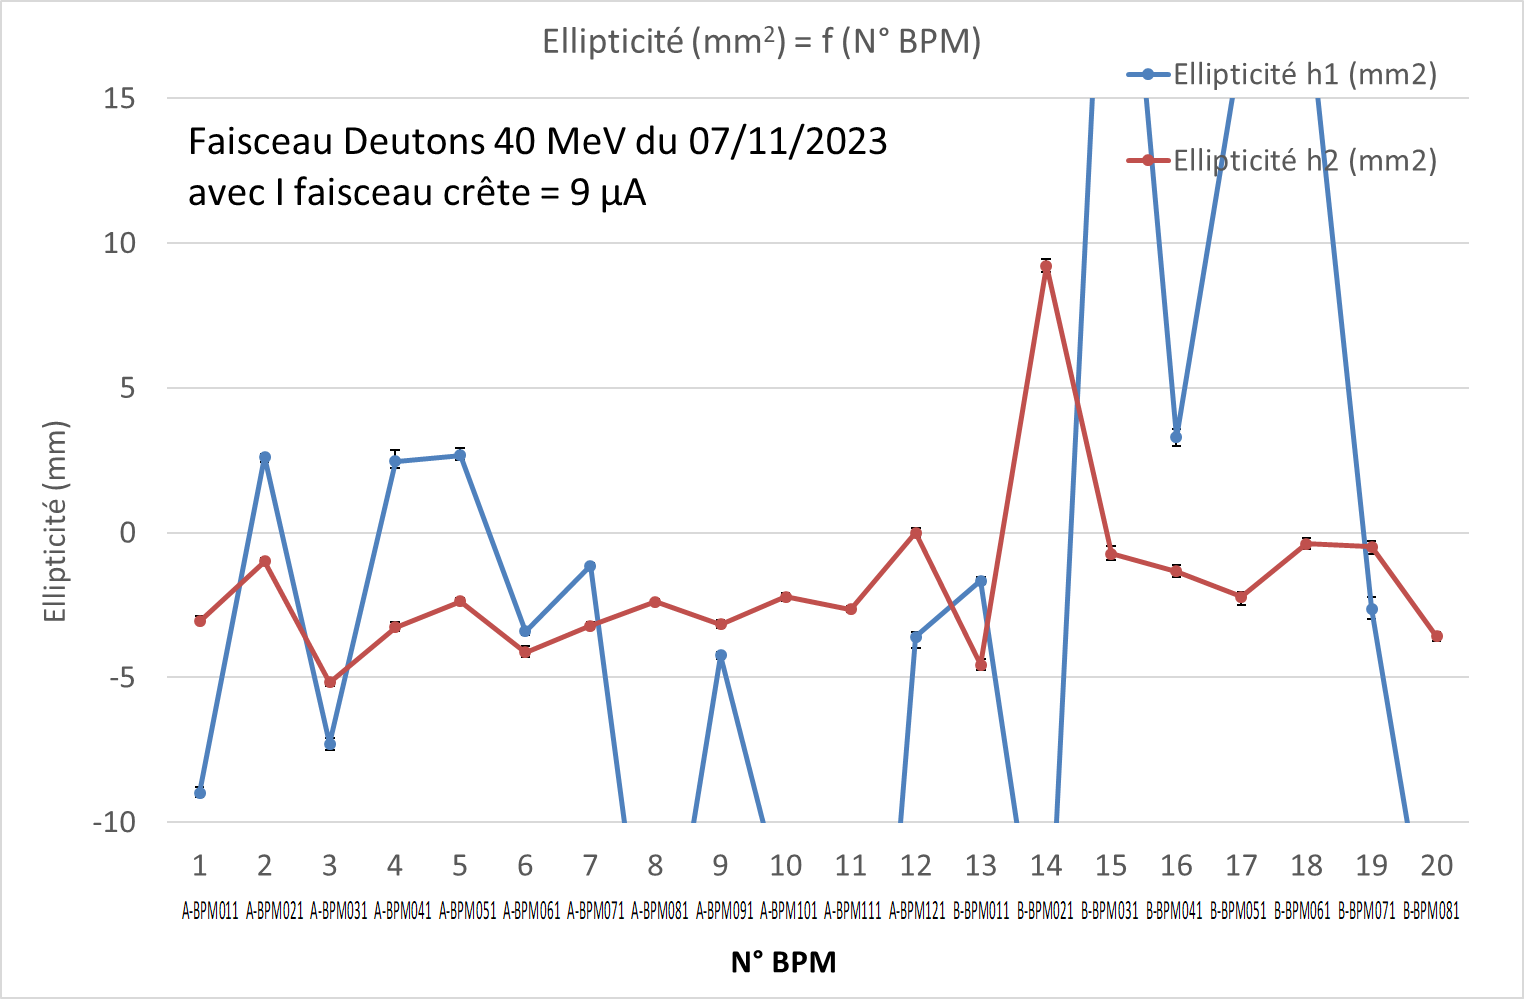 Ellipticité (mm²) = f (N° BPM)
Ellipticité h1 (mm2)
15
Faisceau Deutons 40 MeV du 07/11/2023
Ellipticité h2 (mm2)
avec I faisceau crête = 9 µA
10
5
0
-5
-10
Ellipticité (mm)
1 2 3 4 5 6 7 8 9 10 11 12 13 14 15 16 17 18 19 20
A-BPM011 A-BPM021 A-BPM031 A-BPM041 A-BPM051 A-BPM061 A-BPM071 A-BPM081 A-BPM091 A-BPM101 A-BPM111 A-BPM121 B-BPM011 B-BPM021 B-BPM031 B-BPM041 B-BPM051 B-BPM061 B-BPM071 B-BPM081
N° BPM